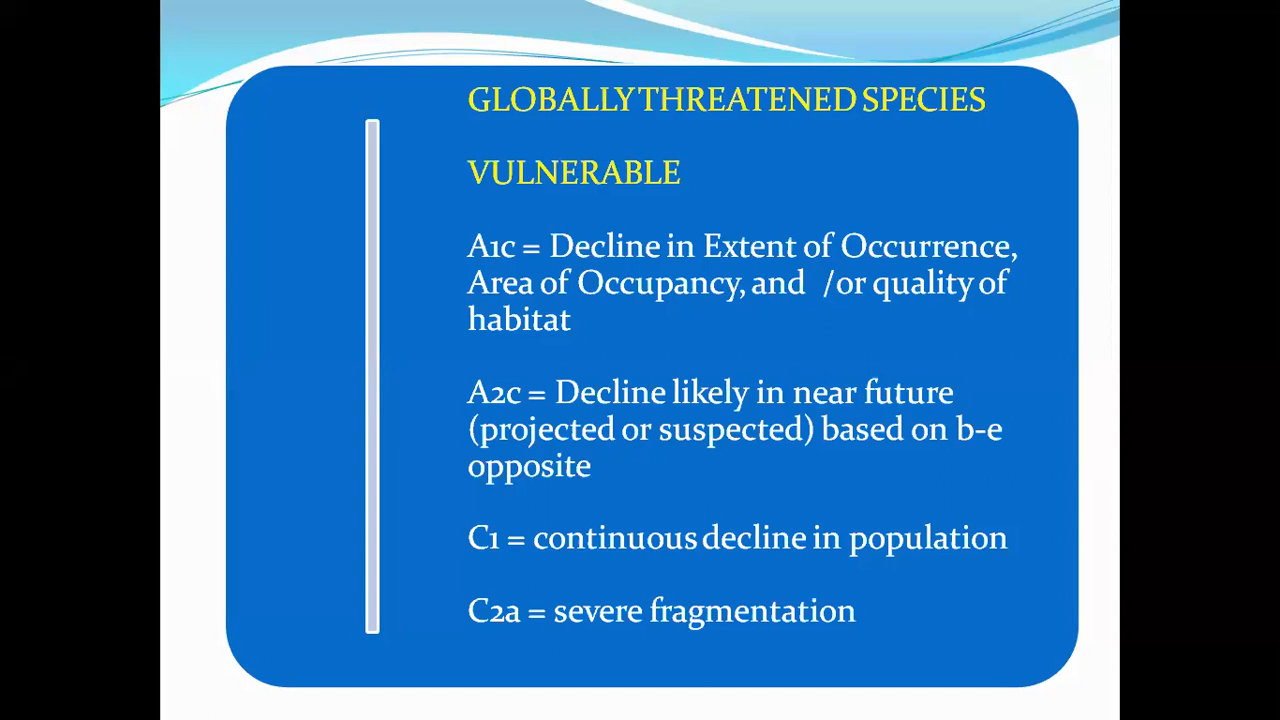 GLOBALLY THREATENED SPECIES
VULNERABLE
A1c = Decline in Extent of Occurrence,
Area of Occupancy, and /or quality of
habitat
A2c = Decline likely in near future
(projected or suspected) based on b-e
opposite
C1 = continuous decline in population
C2a = severe fragmentation